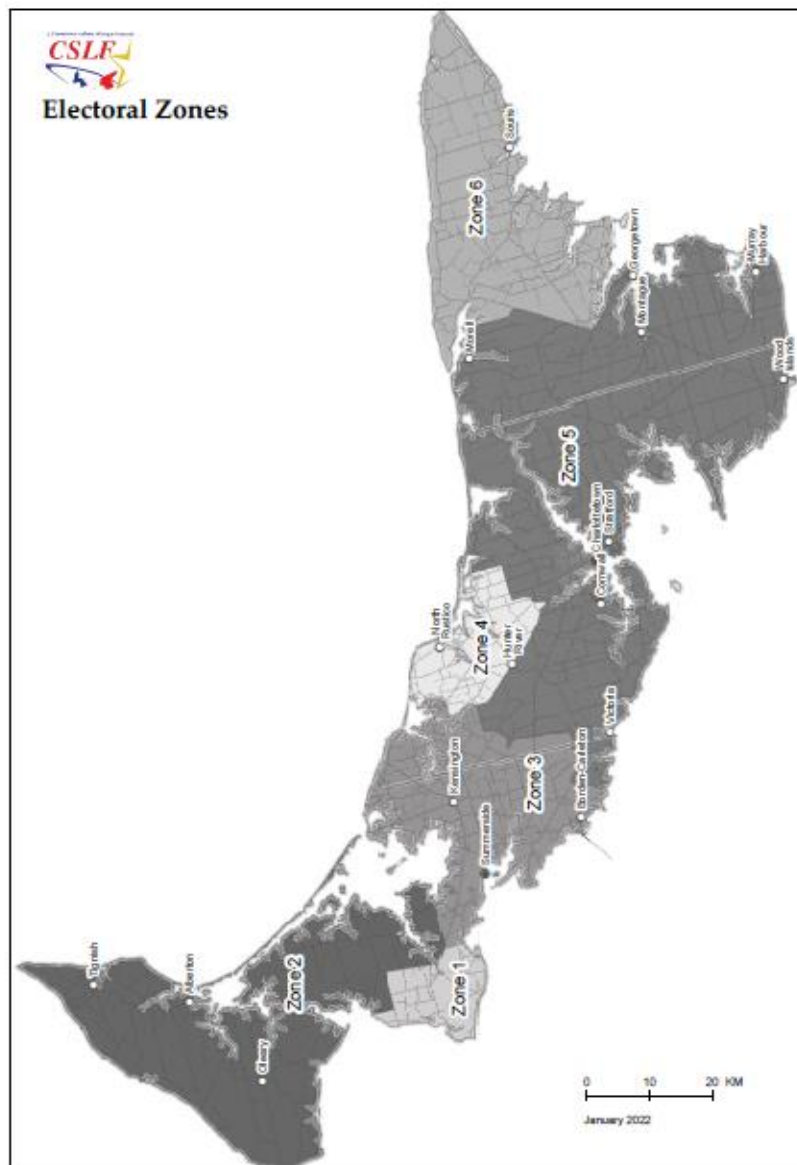 CSLF
Electoral Zones
Souris
Zone 6
Georgetown
Murray
Harbour
Morell
Montague
Wood
Islands
Zone 5
Charlottetown
Stratford
Cornwall
North
Rustico
Zone 4
Hunter
River
Victoria
Kensington
Zone 3
Borden-Carleton
Summerside
Tignish
Alberton
Zone 2
Zone 1
O'Leary
0 10 20 KM
January 2022